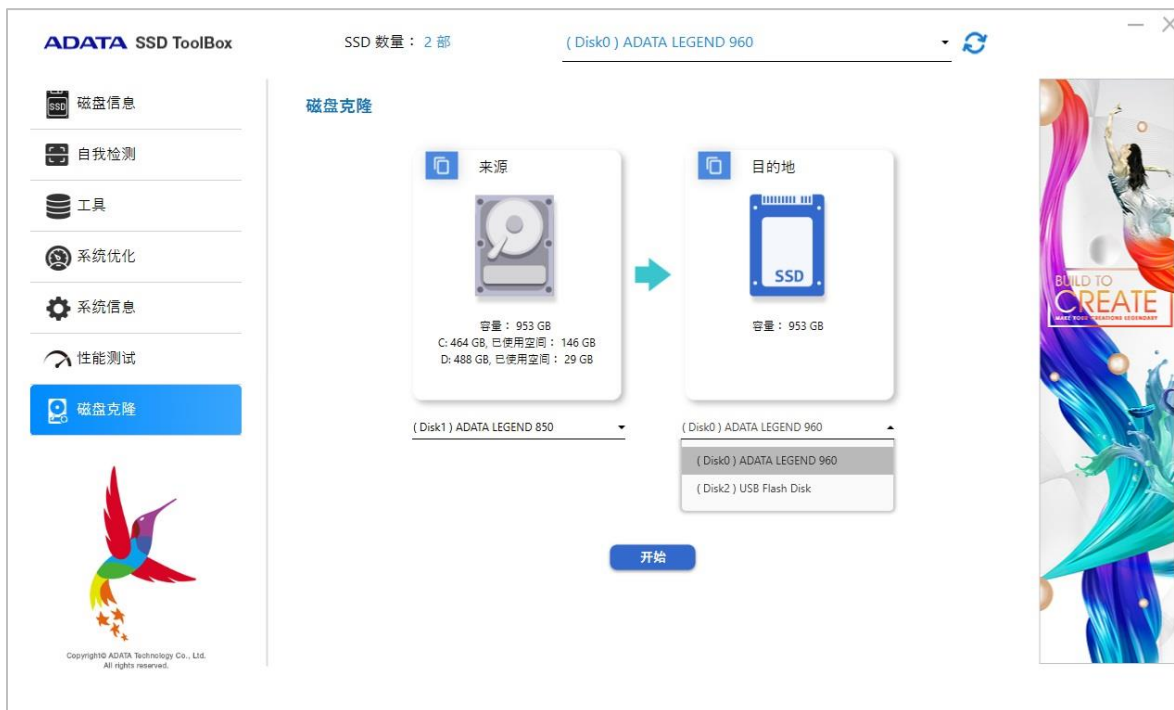 ADATA SSD ToolBox
SSD 数量： 2 部
( Disk0 ) ADATA LEGEND 960
SSD
磁盘信息
自我检测
工具
系统优化
系统信息
性能测试
磁盘克隆
Copyright© ADATA Technology Co., Ltd.
All rights reserved.
磁盘克隆
来源
容量： 953 GB
C: 464 GB, 已使用空间： 146 GB
D: 488 GB, 已使用空间： 29 GB
( Disk1 ) ADATA LEGEND 850
目的地
SSD
容量： 953 GB
( Disk0 ) ADATA LEGEND 960
( Disk0 ) ADATA LEGEND 960
( Disk2 ) USB Flash Disk
开始
BUILD TO
CREATE
MAKE YOUR CREATIONS LEGENDARY